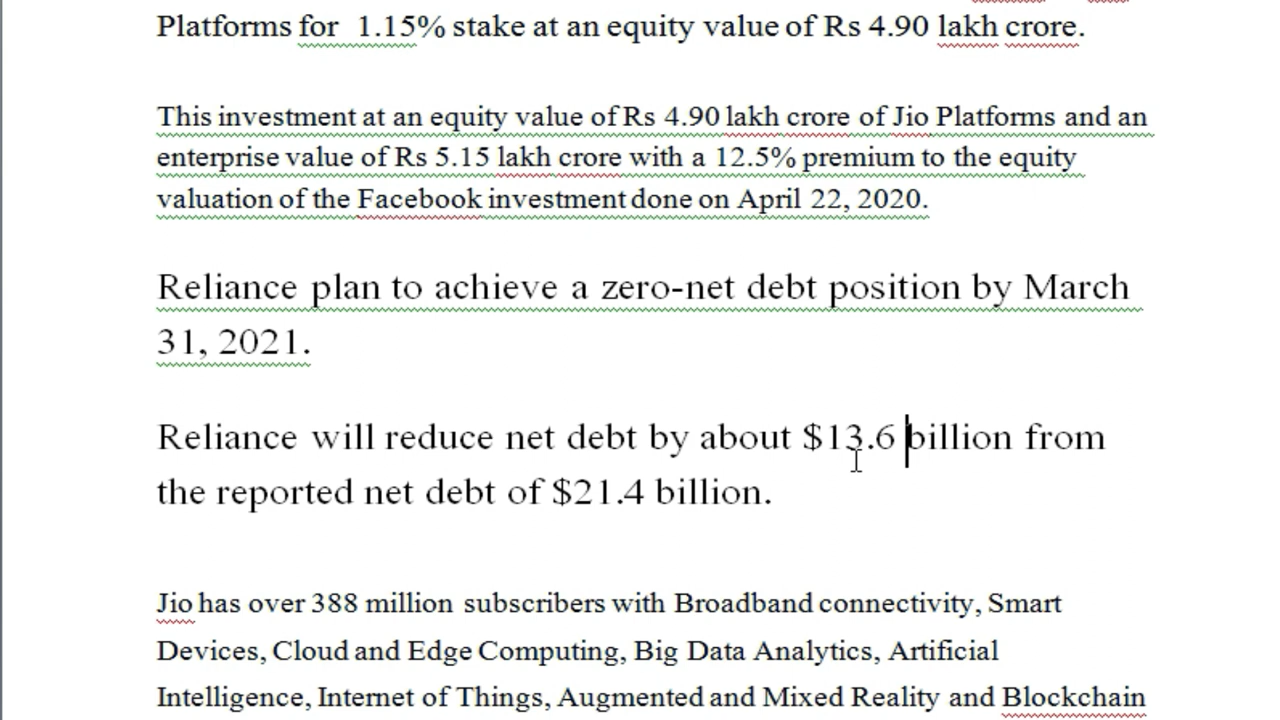 Platforms for 1.15% stake at an equity value of Rs 4.90 lakh crore.
This investment at an equity value of Rs 4.90 lakh crore of Jio Platforms and an
enterprise value of Rs 5.15 lakh crore with a 12.5% premium to the equity
valuation of the Facebook investment done on April 22, 2020.
Reliance plan to achieve a zero-net debt position by March
31, 2021.
Reliance will reduce net debt by about $13.6 billion from
the reported net debt of $21.4 billion.
Jio has over 388 million subscribers with Broadband connectivity, Smart
Devices, Cloud and Edge Computing, Big Data Analytics, Artificial
Intelligence, Internet of Things, Augmented and Mixed Reality and Blockchain